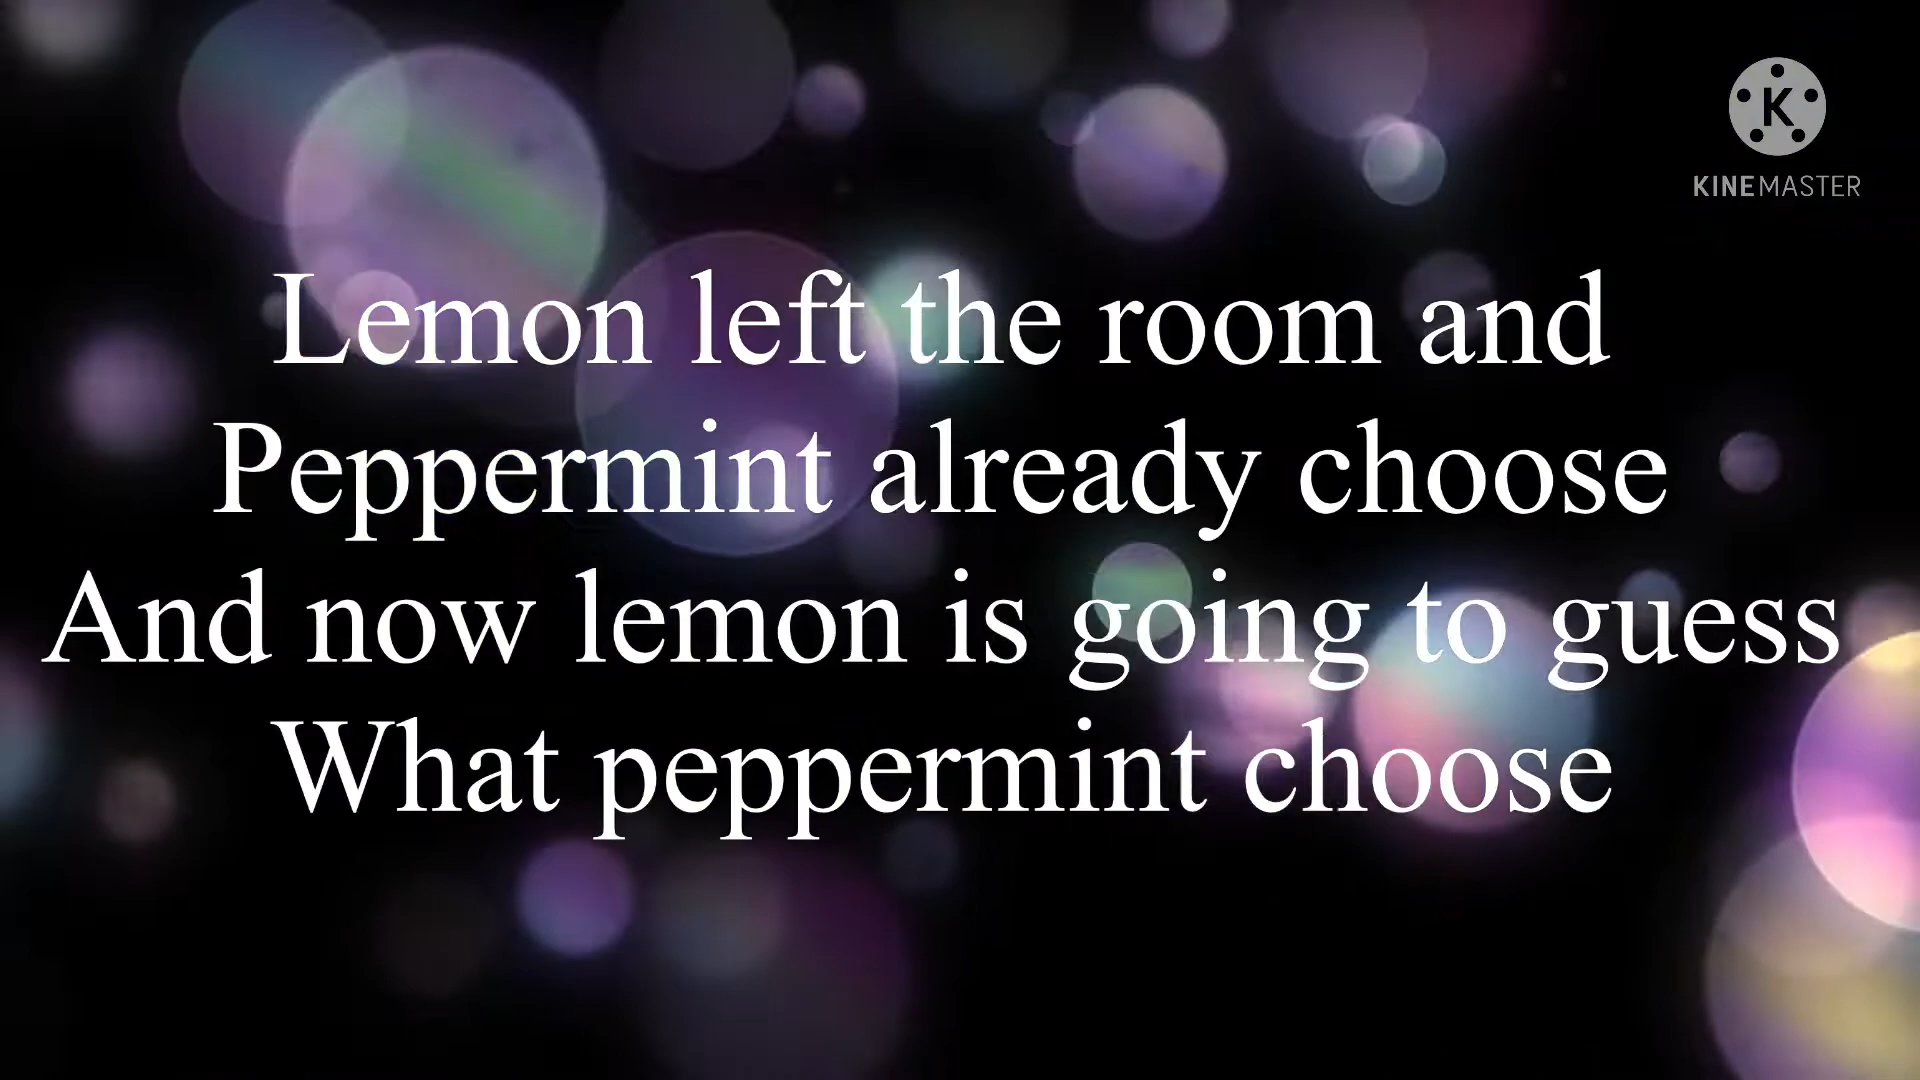 K
KINEMASTER
Lemon left the room and
Peppermint already choose
And now lemon is going to guess
What peppermint choose